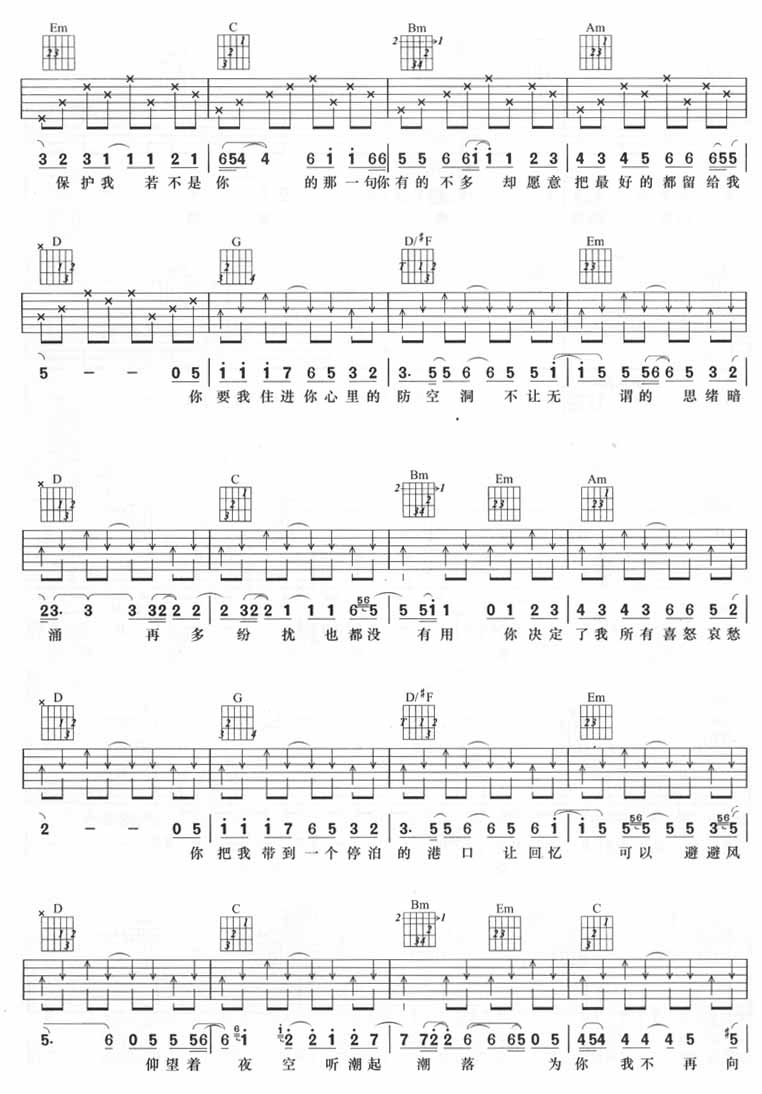 Em C Bm Am
3 2 3 1 1 1 2 1 | 654 4 6 i i 66 | 5 5 6 6i i 1 1 | 4 3 4 5 6 6 655
保护我 若不是你 的那一句你有的不多 却愿意把最好的都留给我
D G D/#F Em
5 - - 0 5 | i i i 7 6 5 3 2 | 3. 5 5 6 6 5 5 i | i 5 5 56 6 5 3 2
你要我住进你心里的防空洞 不让无 谓的 思绪暗
D C Bm Em Am
23. 3 3 32 2 2 | 2 32 2 1 1 1 6 56 5 | 5 5i 1 0 1 2 3 | 4 3 4 3 6 6 5 2
涌 再多纷扰也都没有用 你决定了我所有喜怒哀愁
D G D/#F Em
2 - - 0 5 | i i i 7 6 5 3 2 | 3. 5 5 6 6 5 6 i | i 5 5 56 5 5 5 3 56 5
你把我带到一个停泊的港口让回忆 可以 避避风
D C Bm Em C
5. 6 0 5 5 56 | 6 6 i i 2 2 i 2 7 | 7 72 2 6 6 65 0 5 | 4 54 4 4 4 5 #5
仰望着 夜空听潮起潮落 为你 我不再向